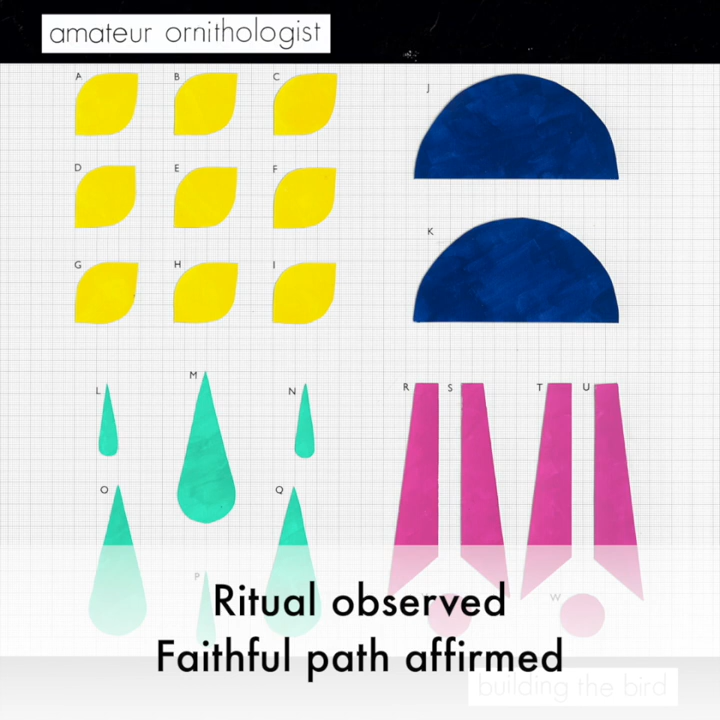 amateur ornithologist
A B C J
D E F K
G H I
L M N R S T U
O Q
P W
Ritual observed
Faithful path affirmed
building the bird